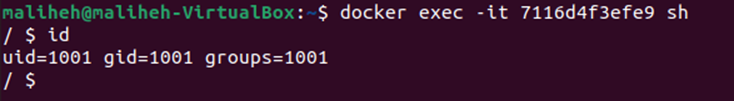 maliheh@maliheh-VirtualBox:~$ docker exec -it 7116d4f3efe9 sh
/ $ id
uid=1001 gid=1001 groups=1001
/ $